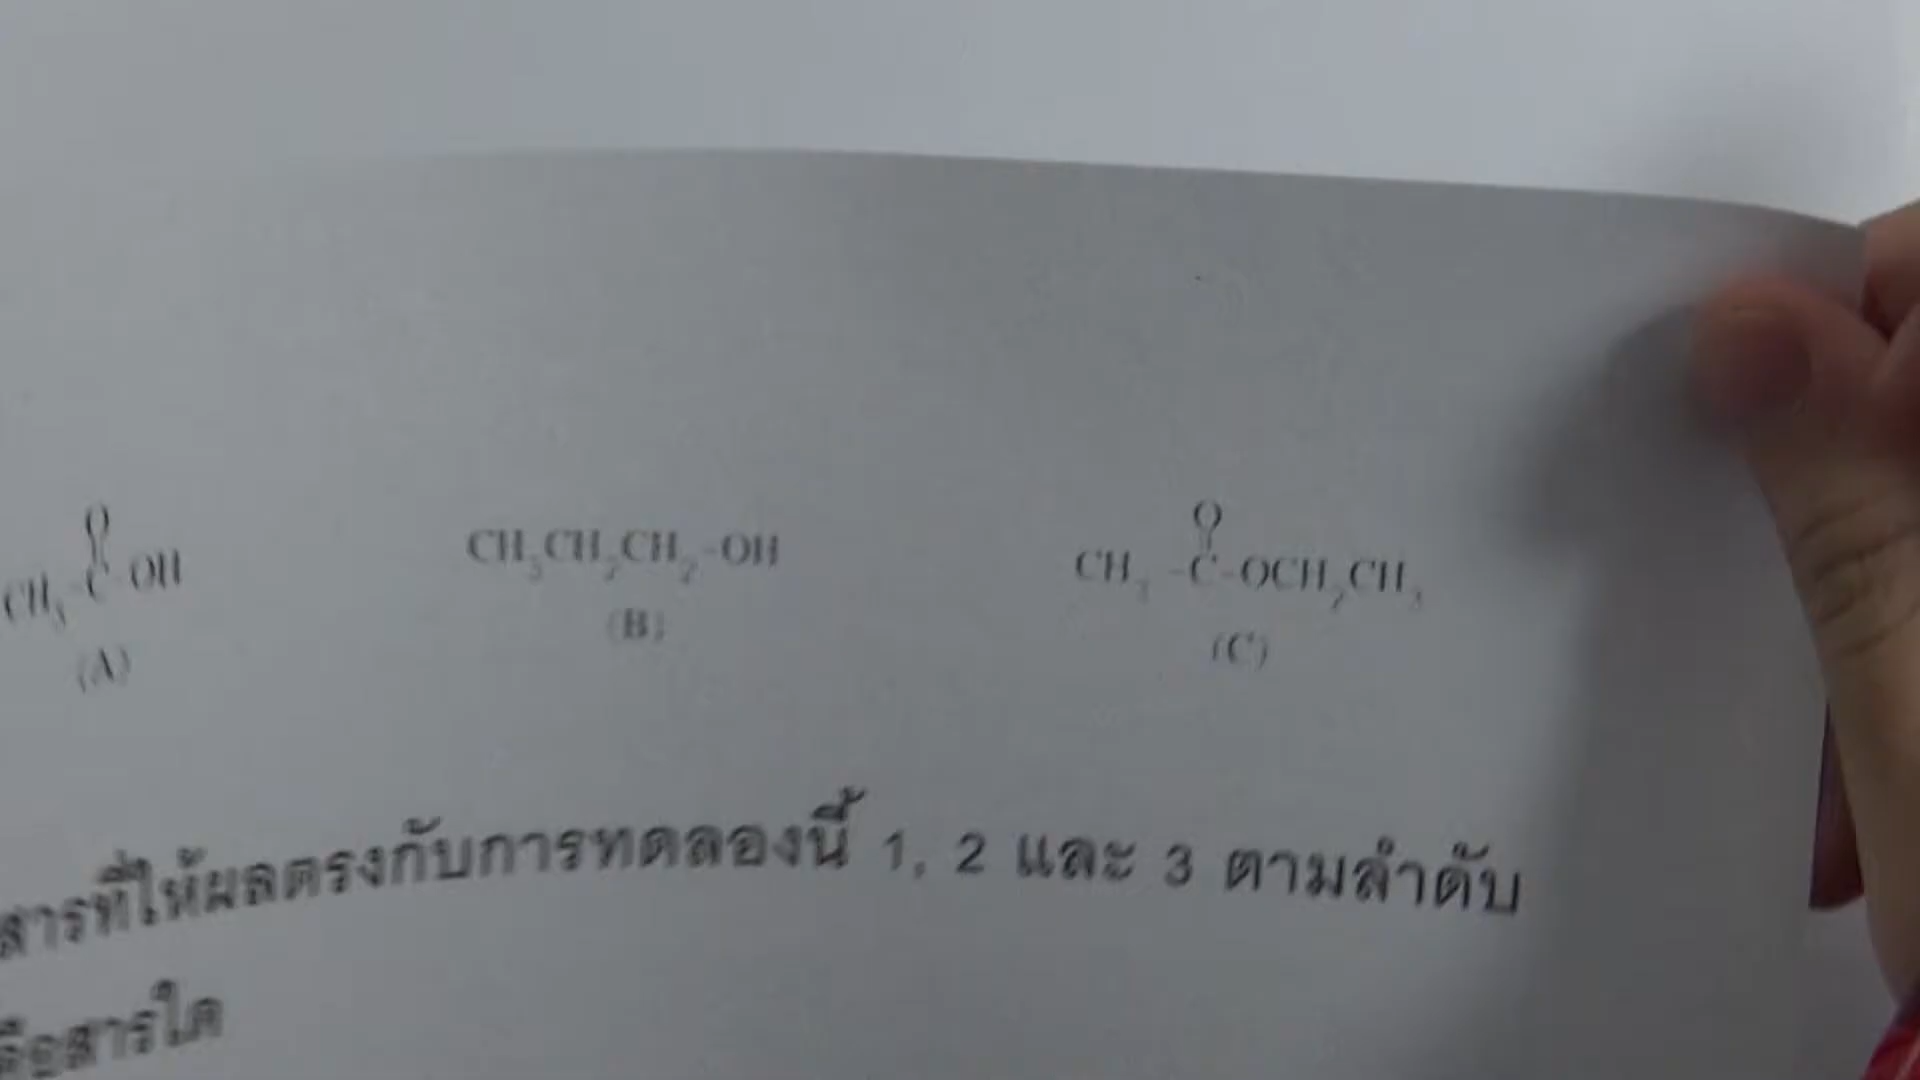 O O
CH₃-C-OH CH₃CH₂CH₂-OH CH₃-C-OCH₂CH₃
(A) (B) (C)
สารที่ให้ผลตรงกับการทดลองนี้ 1, 2 และ 3 ตามลำดับ
คือสารใด